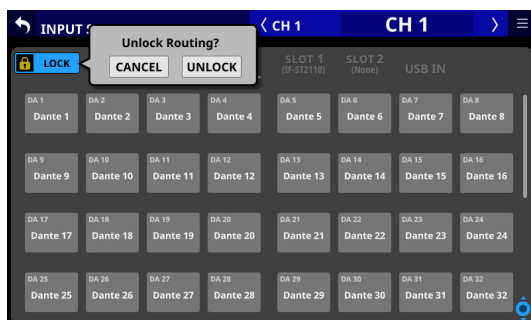 INPUT S
CH 1
CH 1
Unlock Routing?
LOCK
CANCEL
UNLOCK
SLOT 1
(IF-ST2110)
SLOT 2
(None)
USB IN
DA 1
Dante 1
DA 2
Dante 2
DA 3
Dante 3
DA 4
Dante 4
DA 5
Dante 5
DA 6
Dante 6
DA 7
Dante 7
DA 8
Dante 8
DA 9
Dante 9
DA 10
Dante 10
DA 11
Dante 11
DA 12
Dante 12
DA 13
Dante 13
DA 14
Dante 14
DA 15
Dante 15
DA 16
Dante 16
DA 17
Dante 17
DA 18
Dante 18
DA 19
Dante 19
DA 20
Dante 20
DA 21
Dante 21
DA 22
Dante 22
DA 23
Dante 23
DA 24
Dante 24
DA 25
Dante 25
DA 26
Dante 26
DA 27
Dante 27
DA 28
Dante 28
DA 29
Dante 29
DA 30
Dante 30
DA 31
Dante 31
DA 32
Dante 32